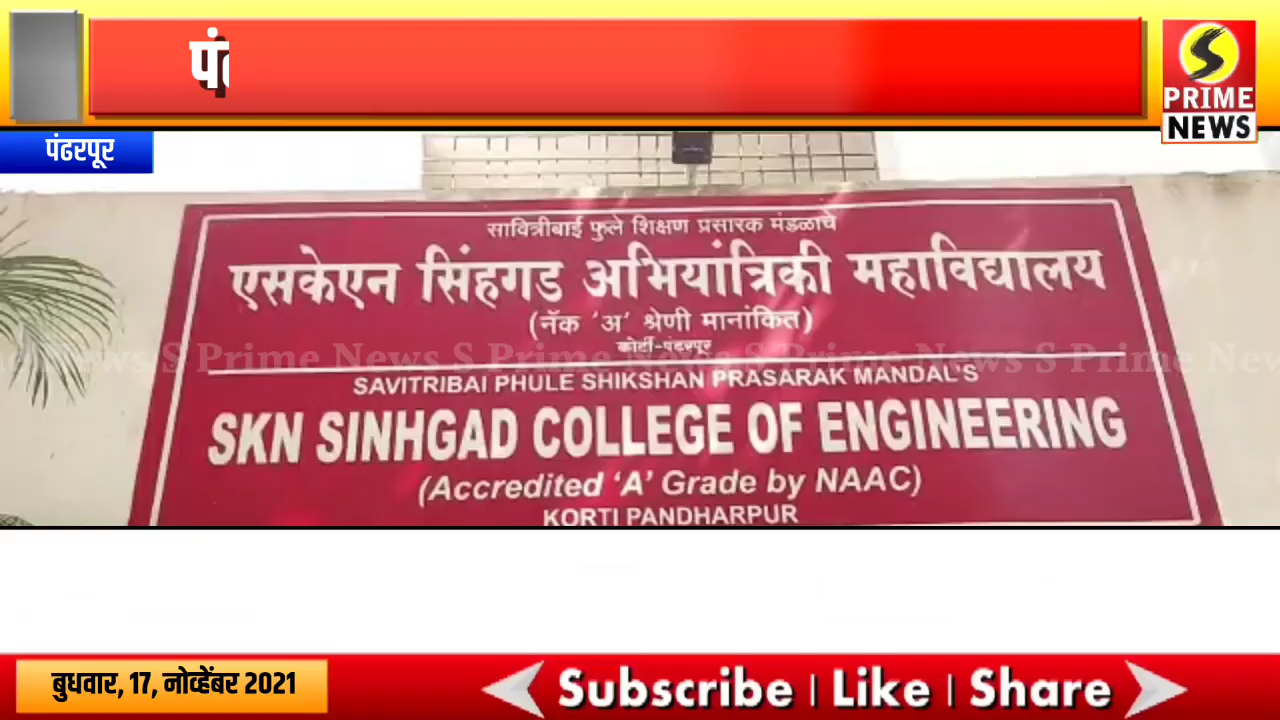 S
PRIME
NEWS
पंढरपूर
सावित्रीबाई फुले शिक्षण प्रसारक मंडळाचे
एसकेएन सिंहगड अभियांत्रिकी महाविद्यालय
(नॅक 'अ' श्रेणी मानांकित)
कोर्टी-पंढरपूर
S Prime News S Prime News S Prime News
SAVITRIBAI PHULE SHIKSHAN PRASARAK MANDAL'S
SKN SINHGAD COLLEGE OF ENGINEERING
(Accredited 'A' Grade by NAAC)
KORTI PANDHARPUR
बुधवार, 17, नोव्हेंबर 2021
Subscribe | Like | Share